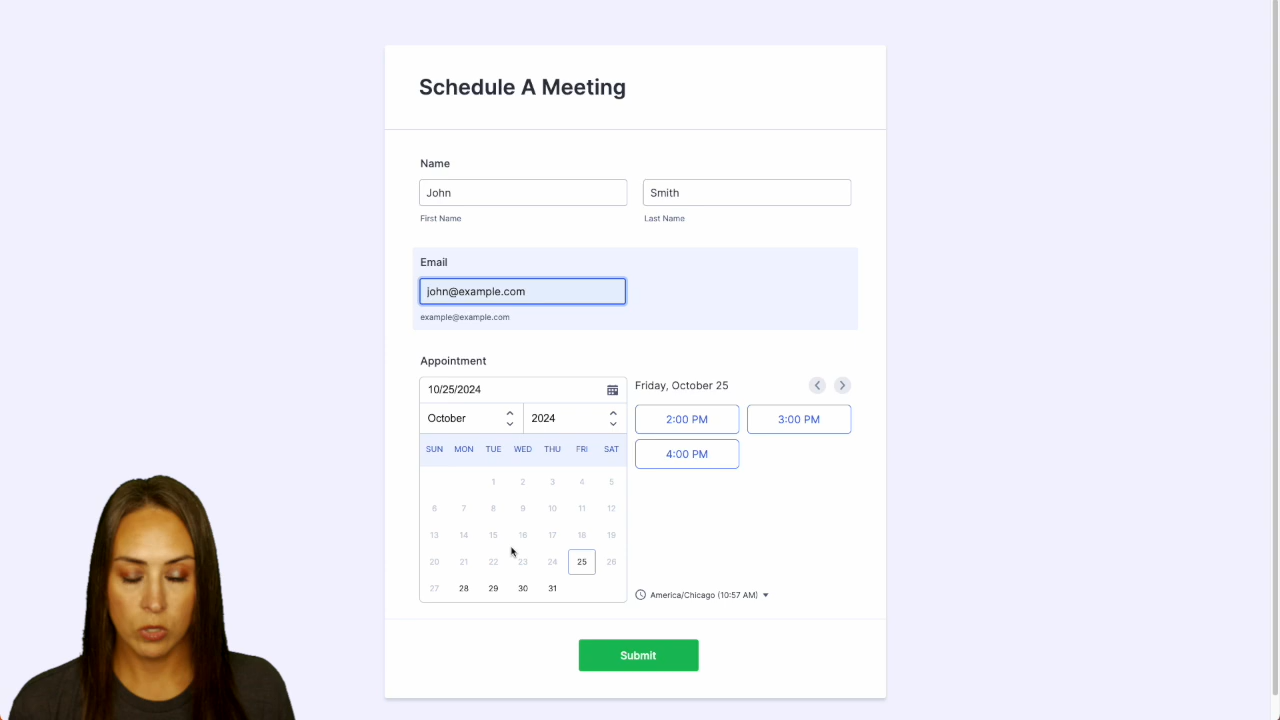 Schedule A Meeting
Name
John Smith
First Name Last Name
Email
john@example.com
example@example.com
Appointment
10/25/2024
October 2024
SUN MON TUE WED THU FRI SAT
1 2 3 4 5
6 7 8 9 10 11 12
13 14 15 16 17 18 19
20 21 22 23 24 25 26
27 28 29 30 31
Friday, October 25
2:00 PM 3:00 PM
4:00 PM
America/Chicago (10:57 AM)
Submit